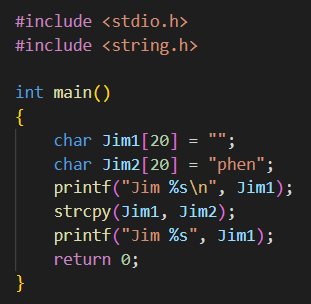 #include <stdio.h>
#include <string.h>

int main()
{
    char Jim1[20] = "";
    char Jim2[20] = "phen";
    printf("Jim %s\n", Jim1);
    strcpy(Jim1, Jim2);
    printf("Jim %s", Jim1);
    return 0;
}